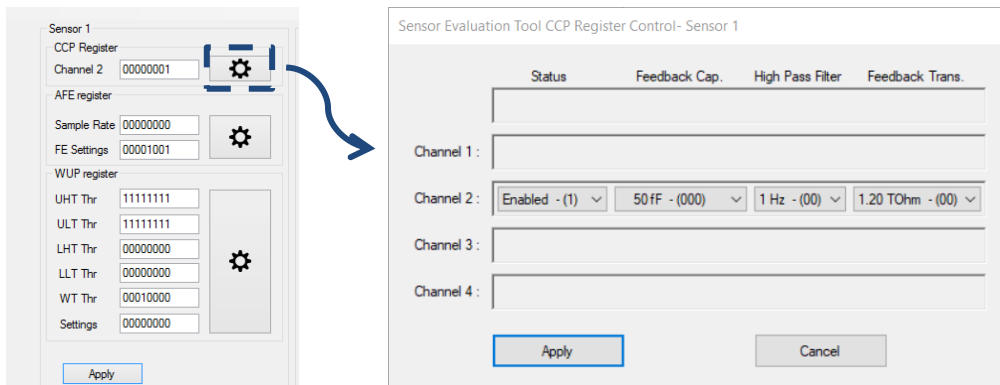 Sensor 1
CCP Register
Channel 2 00000001
AFE register
Sample Rate 00000000
FE Settings 00001001
WUP register
UHT Thr 11111111
ULT Thr 11111111
LHT Thr 00000000
LLT Thr 00000000
WT Thr 00010000
Settings 00000000
Apply
Sensor Evaluation Tool CCP Register Control- Sensor 1
Status Feedback Cap. High Pass Filter Feedback Trans.
Channel 1 :
Channel 2 : Enabled - (1) 50 fF - (000) 1 Hz - (00) 1.20 TOhm - (00)
Channel 3 :
Channel 4 :
Apply Cancel